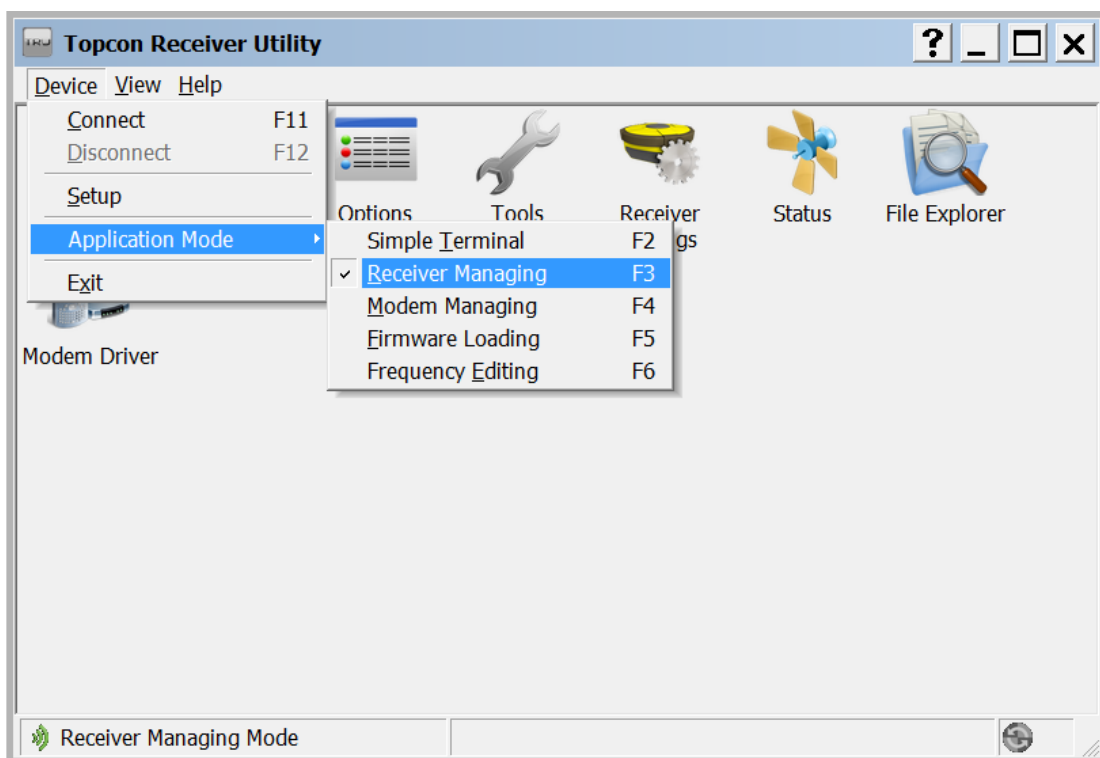 TRU Topcon Receiver Utility
Device View Help
Connect F11
Disconnect F12
Setup
Application Mode
Exit
Simple Terminal F2
Receiver Managing F3
Modem Managing F4
Firmware Loading F5
Frequency Editing F6
Options
Tools
Receiver
gs
Status
File Explorer
Modem Driver
Receiver Managing Mode